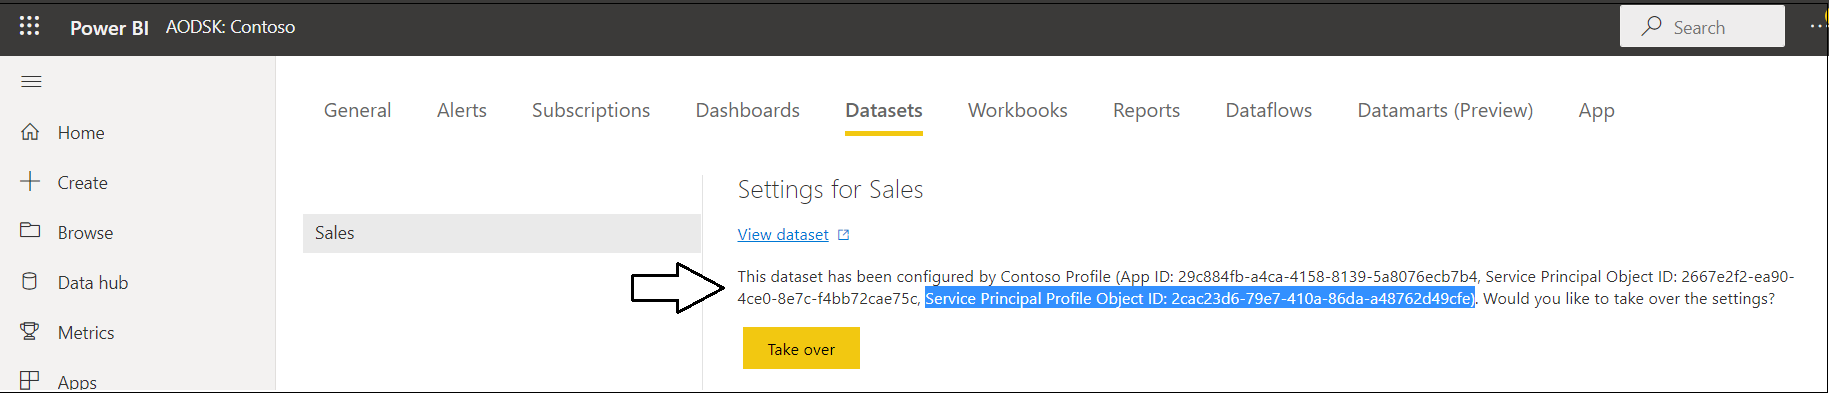 Power BI AODSK: Contoso
Search
General Alerts Subscriptions Dashboards Datasets Workbooks Reports Dataflows Datamarts (Preview) App
Home
Create
Browse
Data hub
Metrics
Apps
Sales
Settings for Sales
View dataset
This dataset has been configured by Contoso Profile (App ID: 29c884fb-a4ca-4158-8139-5a8076ecb7b4, Service Principal Object ID: 2667e2f2-ea90-
4ce0-8e7c-f4bb72cae75c, Service Principal Profile Object ID: 2cac23d6-79e7-410a-86da-a48762d49cfe). Would you like to take over the settings?
Take over